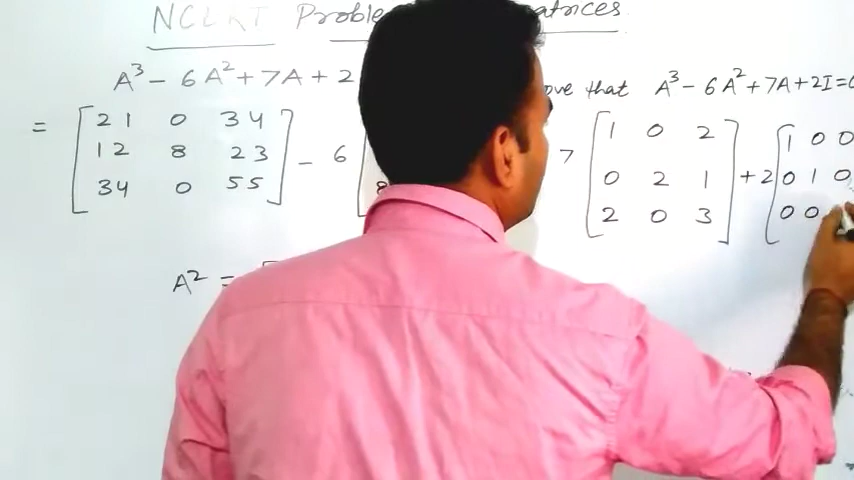 NCERT Proble atrices
A³ - 6A² + 7A + 2 ove that A³ - 6A² + 7A + 2I = 0
= [ 21 0 34 ] - 6 [ 7 [ 1 0 2 ] + 2 [ 1 0 0
12 8 23 0 2 1 0 1 0
34 0 55 8 2 0 3 0 0
A² =